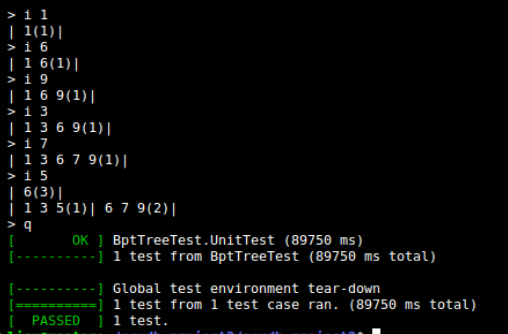 > i 1
| 1(1)|
> i 6
| 1 6(1)|
> i 9
| 1 6 9(1)|
> i 3
| 1 3 6 9(1)|
> i 7
| 1 3 6 7 9(1)|
> i 5
| 6(3)|
| 1 3 5(1)| 6 7 9(2)|
> q
[       OK ] BptTreeTest.UnitTest (89750 ms)
[----------] 1 test from BptTreeTest (89750 ms total)
[----------] Global test environment tear-down
[==========] 1 test from 1 test case ran. (89750 ms total)
[  PASSED  ] 1 test.